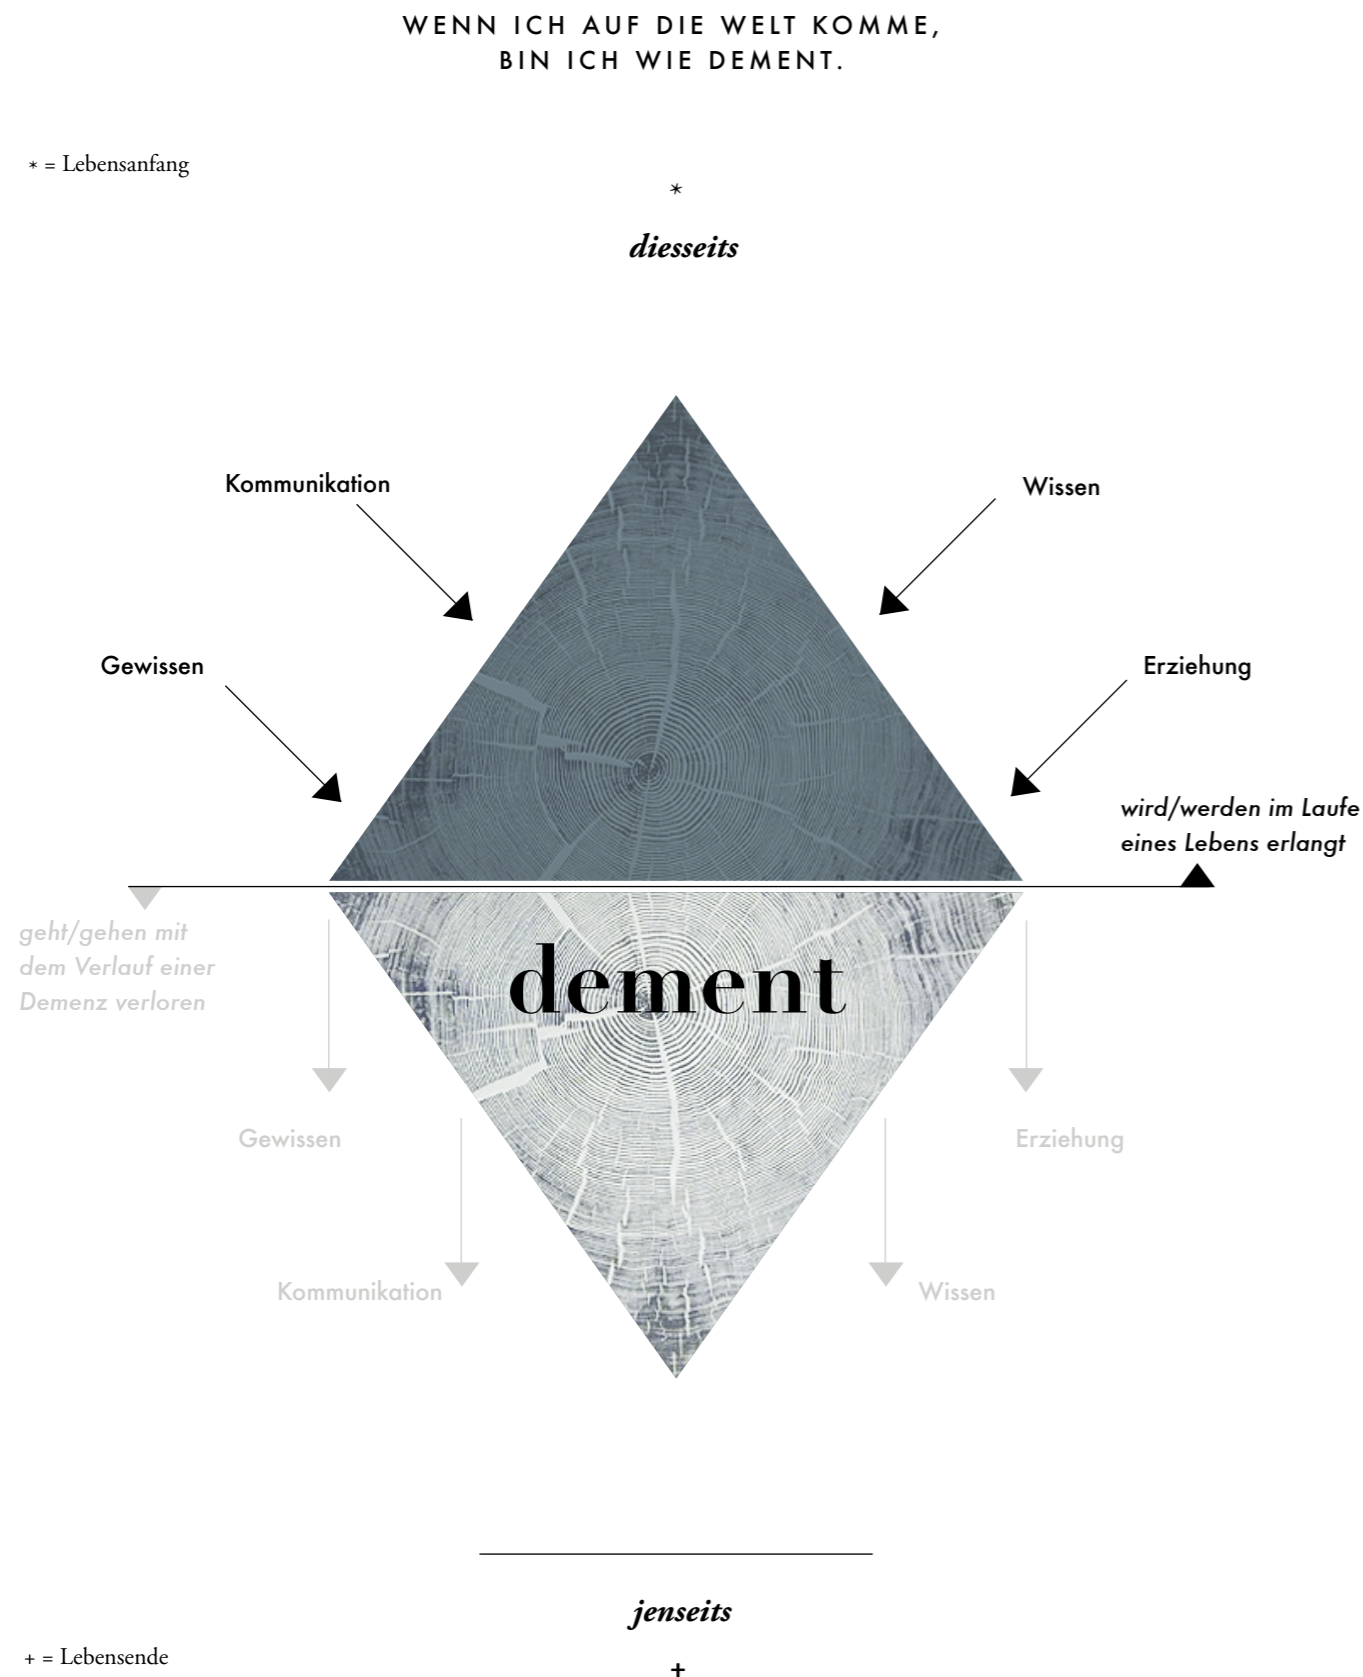 WENN ICH AUF DIE WELT KOMME,
BIN ICH WIE DEMENT.
* = Lebensanfang
*
diesseits
Kommunikation
Wissen
Gewissen
Erziehung
wird/werden im Laufe
eines Lebens erlangt
geht/gehen mit
dem Verlauf einer
Demenz verloren
dement
Gewissen
Erziehung
Kommunikation
Wissen
jenseits
+ = Lebensende
+